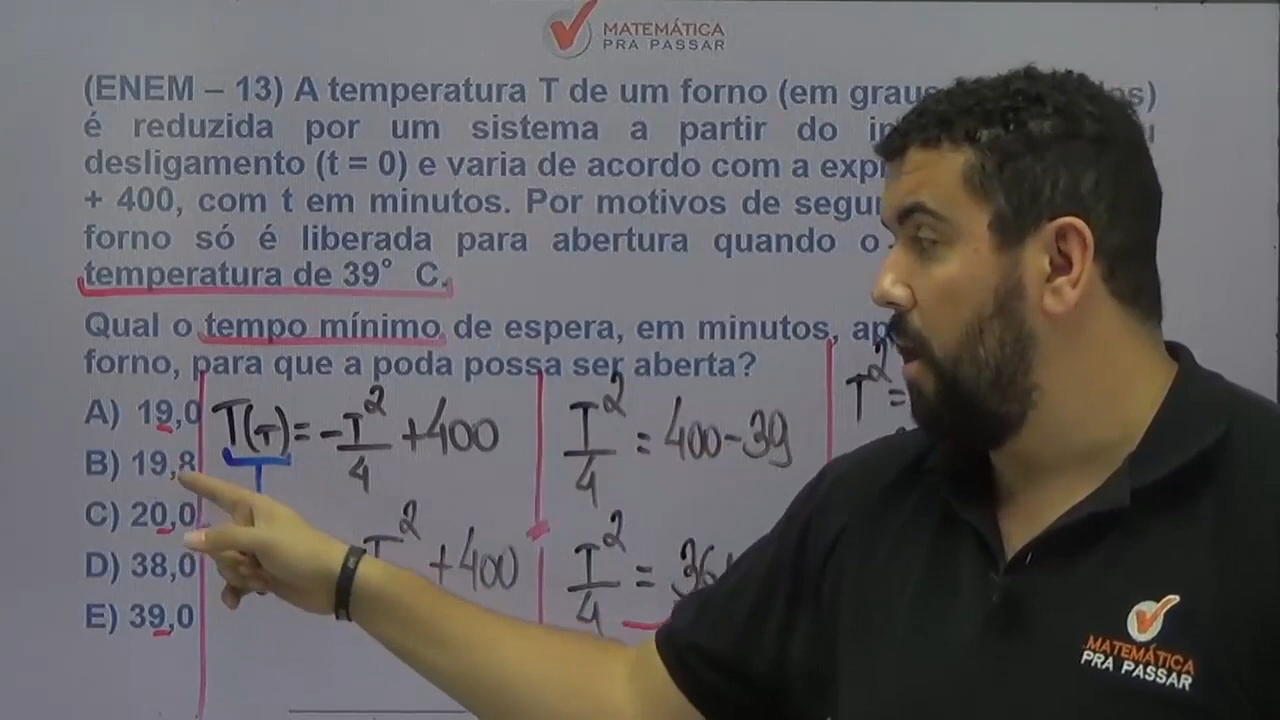 MATEMÁTICA
PRA PASSAR
(ENEM – 13) A temperatura T de um forno (em graus
é reduzida por um sistema a partir do
desligamento (t = 0) e varia de acordo com a
+ 400, com t em minutos. Por motivos de
forno só é liberada para abertura quando o
temperatura de 39° C.
Qual o tempo mínimo de espera, em minutos,
forno, para que a poda possa ser aberta?
A) 19,0
B) 19,8
C) 20,0
D) 38,0
E) 39,0
T(T) = -T²/4 + 400
T
T² + 400
T²/4 = 400 - 39
T²/4 = 361
T² =
MATEMÁTICA
PRA PASSAR